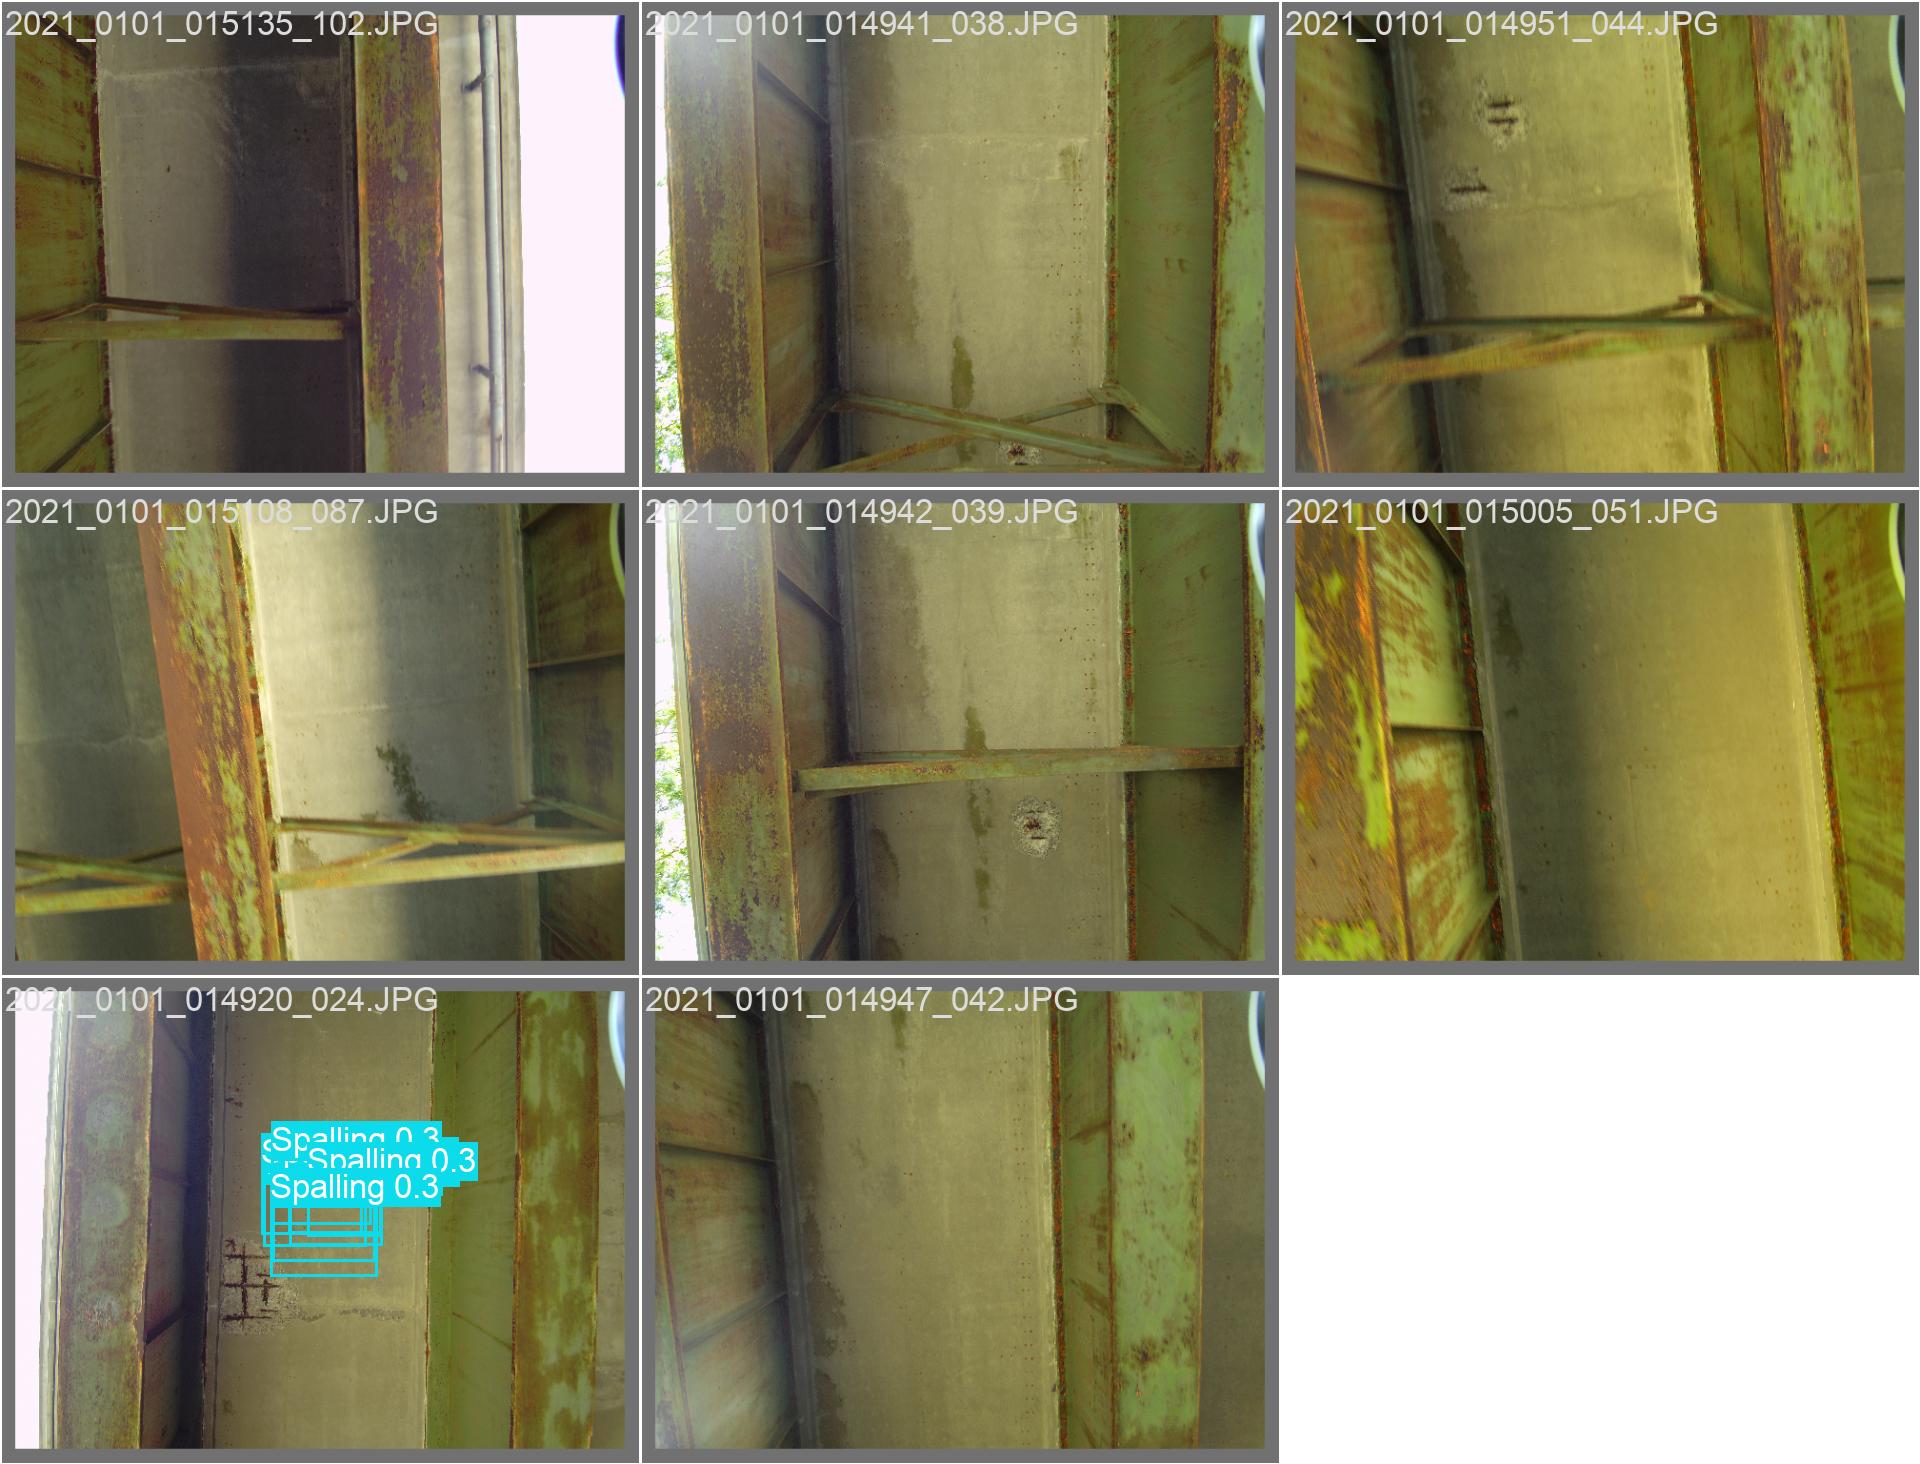 2021_0101_015135_102.JPG
2021_0101_014941_038.JPG
2021_0101_014951_044.JPG
2021_0101_015108_087.JPG
2021_0101_014942_039.JPG
2021_0101_015005_051.JPG
2021_0101_014920_024.JPG
2021_0101_014947_042.JPG
Spalling 0.3
Spalling 0.3
Spalling 0.3